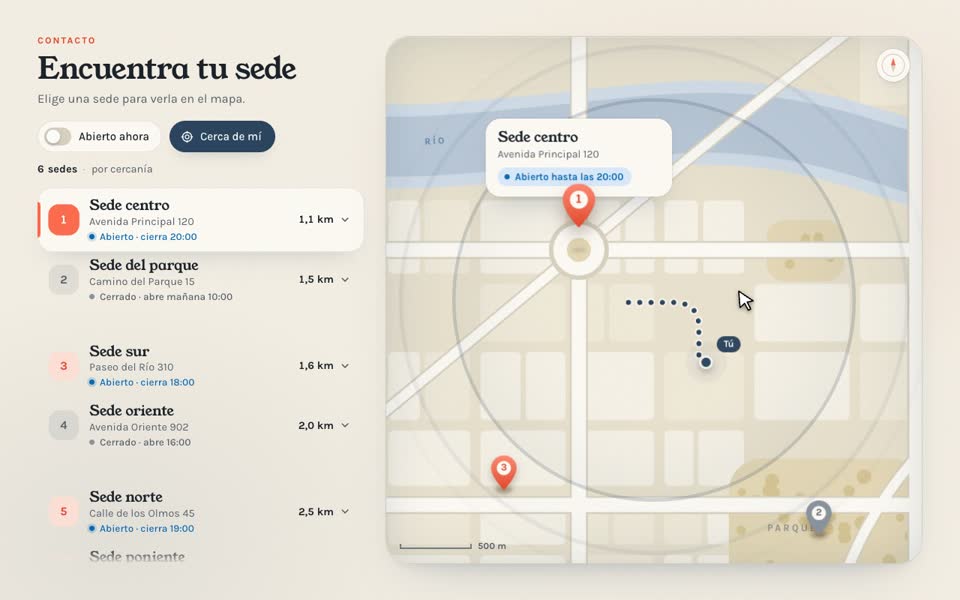 CONTACTO
Encuentra tu sede
Elige una sede para verla en el mapa.
Abierto ahora
Cerca de mí
6 sedes · por cercanía
1
Sede centro
Avenida Principal 120
Abierto · cierra 20:00
1,1 km
2
Sede del parque
Camino del Parque 15
Cerrado · abre mañana 10:00
1,5 km
3
Sede sur
Paseo del Río 310
Abierto · cierra 18:00
1,6 km
4
Sede oriente
Avenida Oriente 902
Cerrado · abre 16:00
2,0 km
5
Sede norte
Calle de los Olmos 45
Abierto · cierra 19:00
2,5 km
Sede poniente
RÍO
Sede centro
Avenida Principal 120
Abierto hasta las 20:00
1
Tú
3
2
PARQUE
500 m